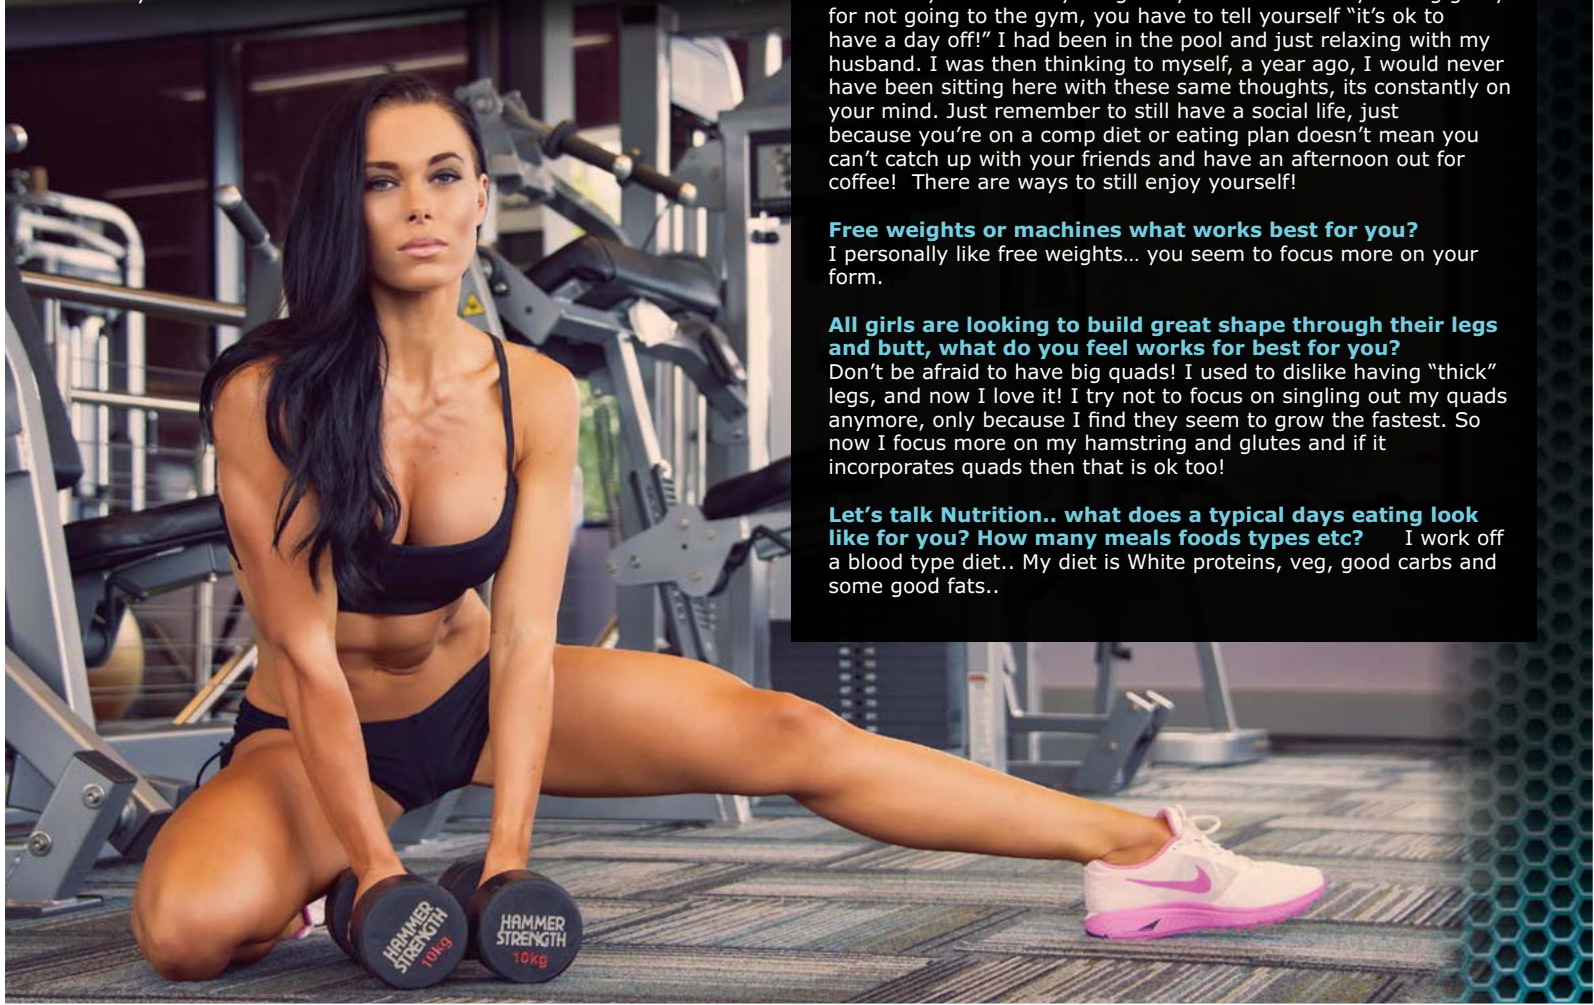 for not going to the gym, you have to tell yourself “it’s ok to
have a day off!” I had been in the pool and just relaxing with my
husband. I was then thinking to myself, a year ago, I would never
have been sitting here with these same thoughts, its constantly on
your mind. Just remember to still have a social life, just
because you’re on a comp diet or eating plan doesn’t mean you
can’t catch up with your friends and have an afternoon out for
coffee!  There are ways to still enjoy yourself!
Free weights or machines what works best for you?
I personally like free weights… you seem to focus more on your
form.
All girls are looking to build great shape through their legs
and butt, what do you feel works for best for you?
Don’t be afraid to have big quads! I used to dislike having “thick”
legs, and now I love it! I try not to focus on singling out my quads
anymore, only because I find they seem to grow the fastest. So
now I focus more on my hamstring and glutes and if it
incorporates quads then that is ok too!
Let’s talk Nutrition.. what does a typical days eating look
like for you? How many meals foods types etc? I work off
a blood type diet.. My diet is White proteins, veg, good carbs and
some good fats..
HAMMER
STRENGTH
10kg
HAMMER
STRENGTH
10kg